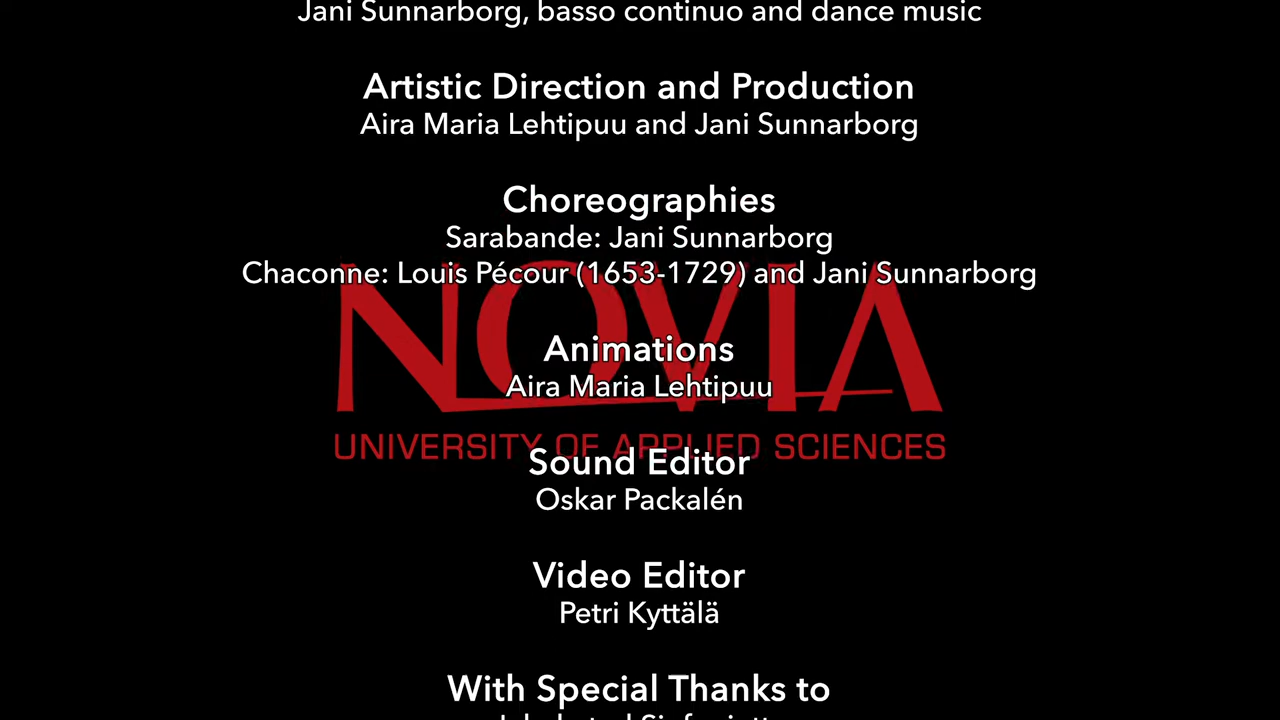 Jani Sunnarborg, basso continuo and dance music
Artistic Direction and Production
Aira Maria Lehtipuu and Jani Sunnarborg
Choreographies
Sarabande: Jani Sunnarborg
Chaconne: Louis Pécour (1653-1729) and Jani Sunnarborg
NOVIA
Animations
Aira Maria Lehtipuu
UNIVERSITY OF APPLIED SCIENCES
Sound Editor
Oskar Packalén
Video Editor
Petri Kyttälä
With Special Thanks to